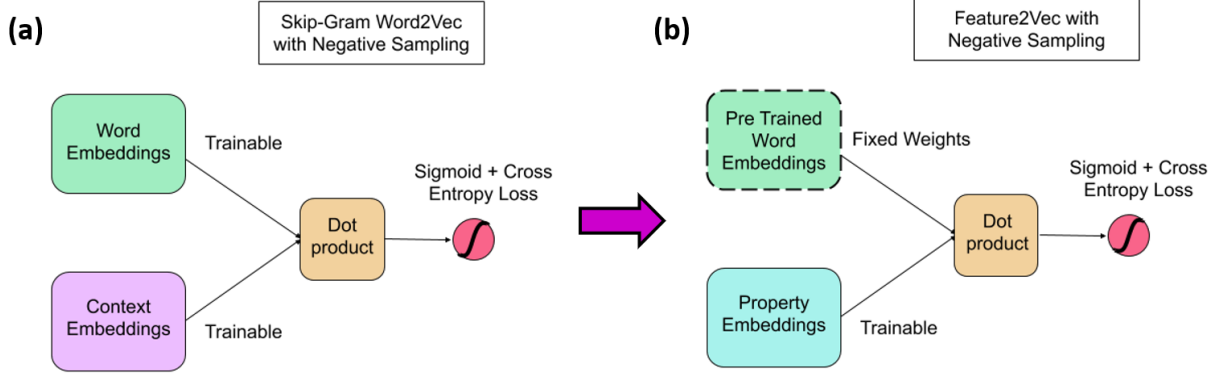 (a)
Skip-Gram Word2Vec
with Negative Sampling
Word
Embeddings
Trainable
Context
Embeddings
Trainable
Dot
product
Sigmoid + Cross
Entropy Loss
(b)
Feature2Vec with
Negative Sampling
Pre Trained
Word
Embeddings
Fixed Weights
Property
Embeddings
Trainable
Dot
product
Sigmoid + Cross
Entropy Loss